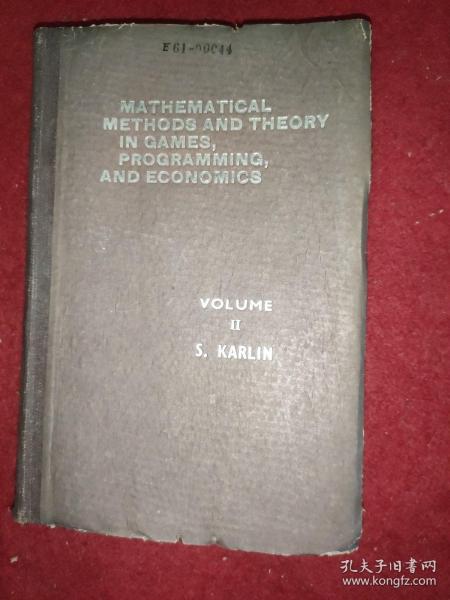 E61-00044
MATHEMATICAL
METHODS AND THEORY
IN GAMES,
PROGRAMMING,
AND ECONOMICS
VOLUME
II
S. KARLIN
孔夫子旧书网
www.kongfz.com